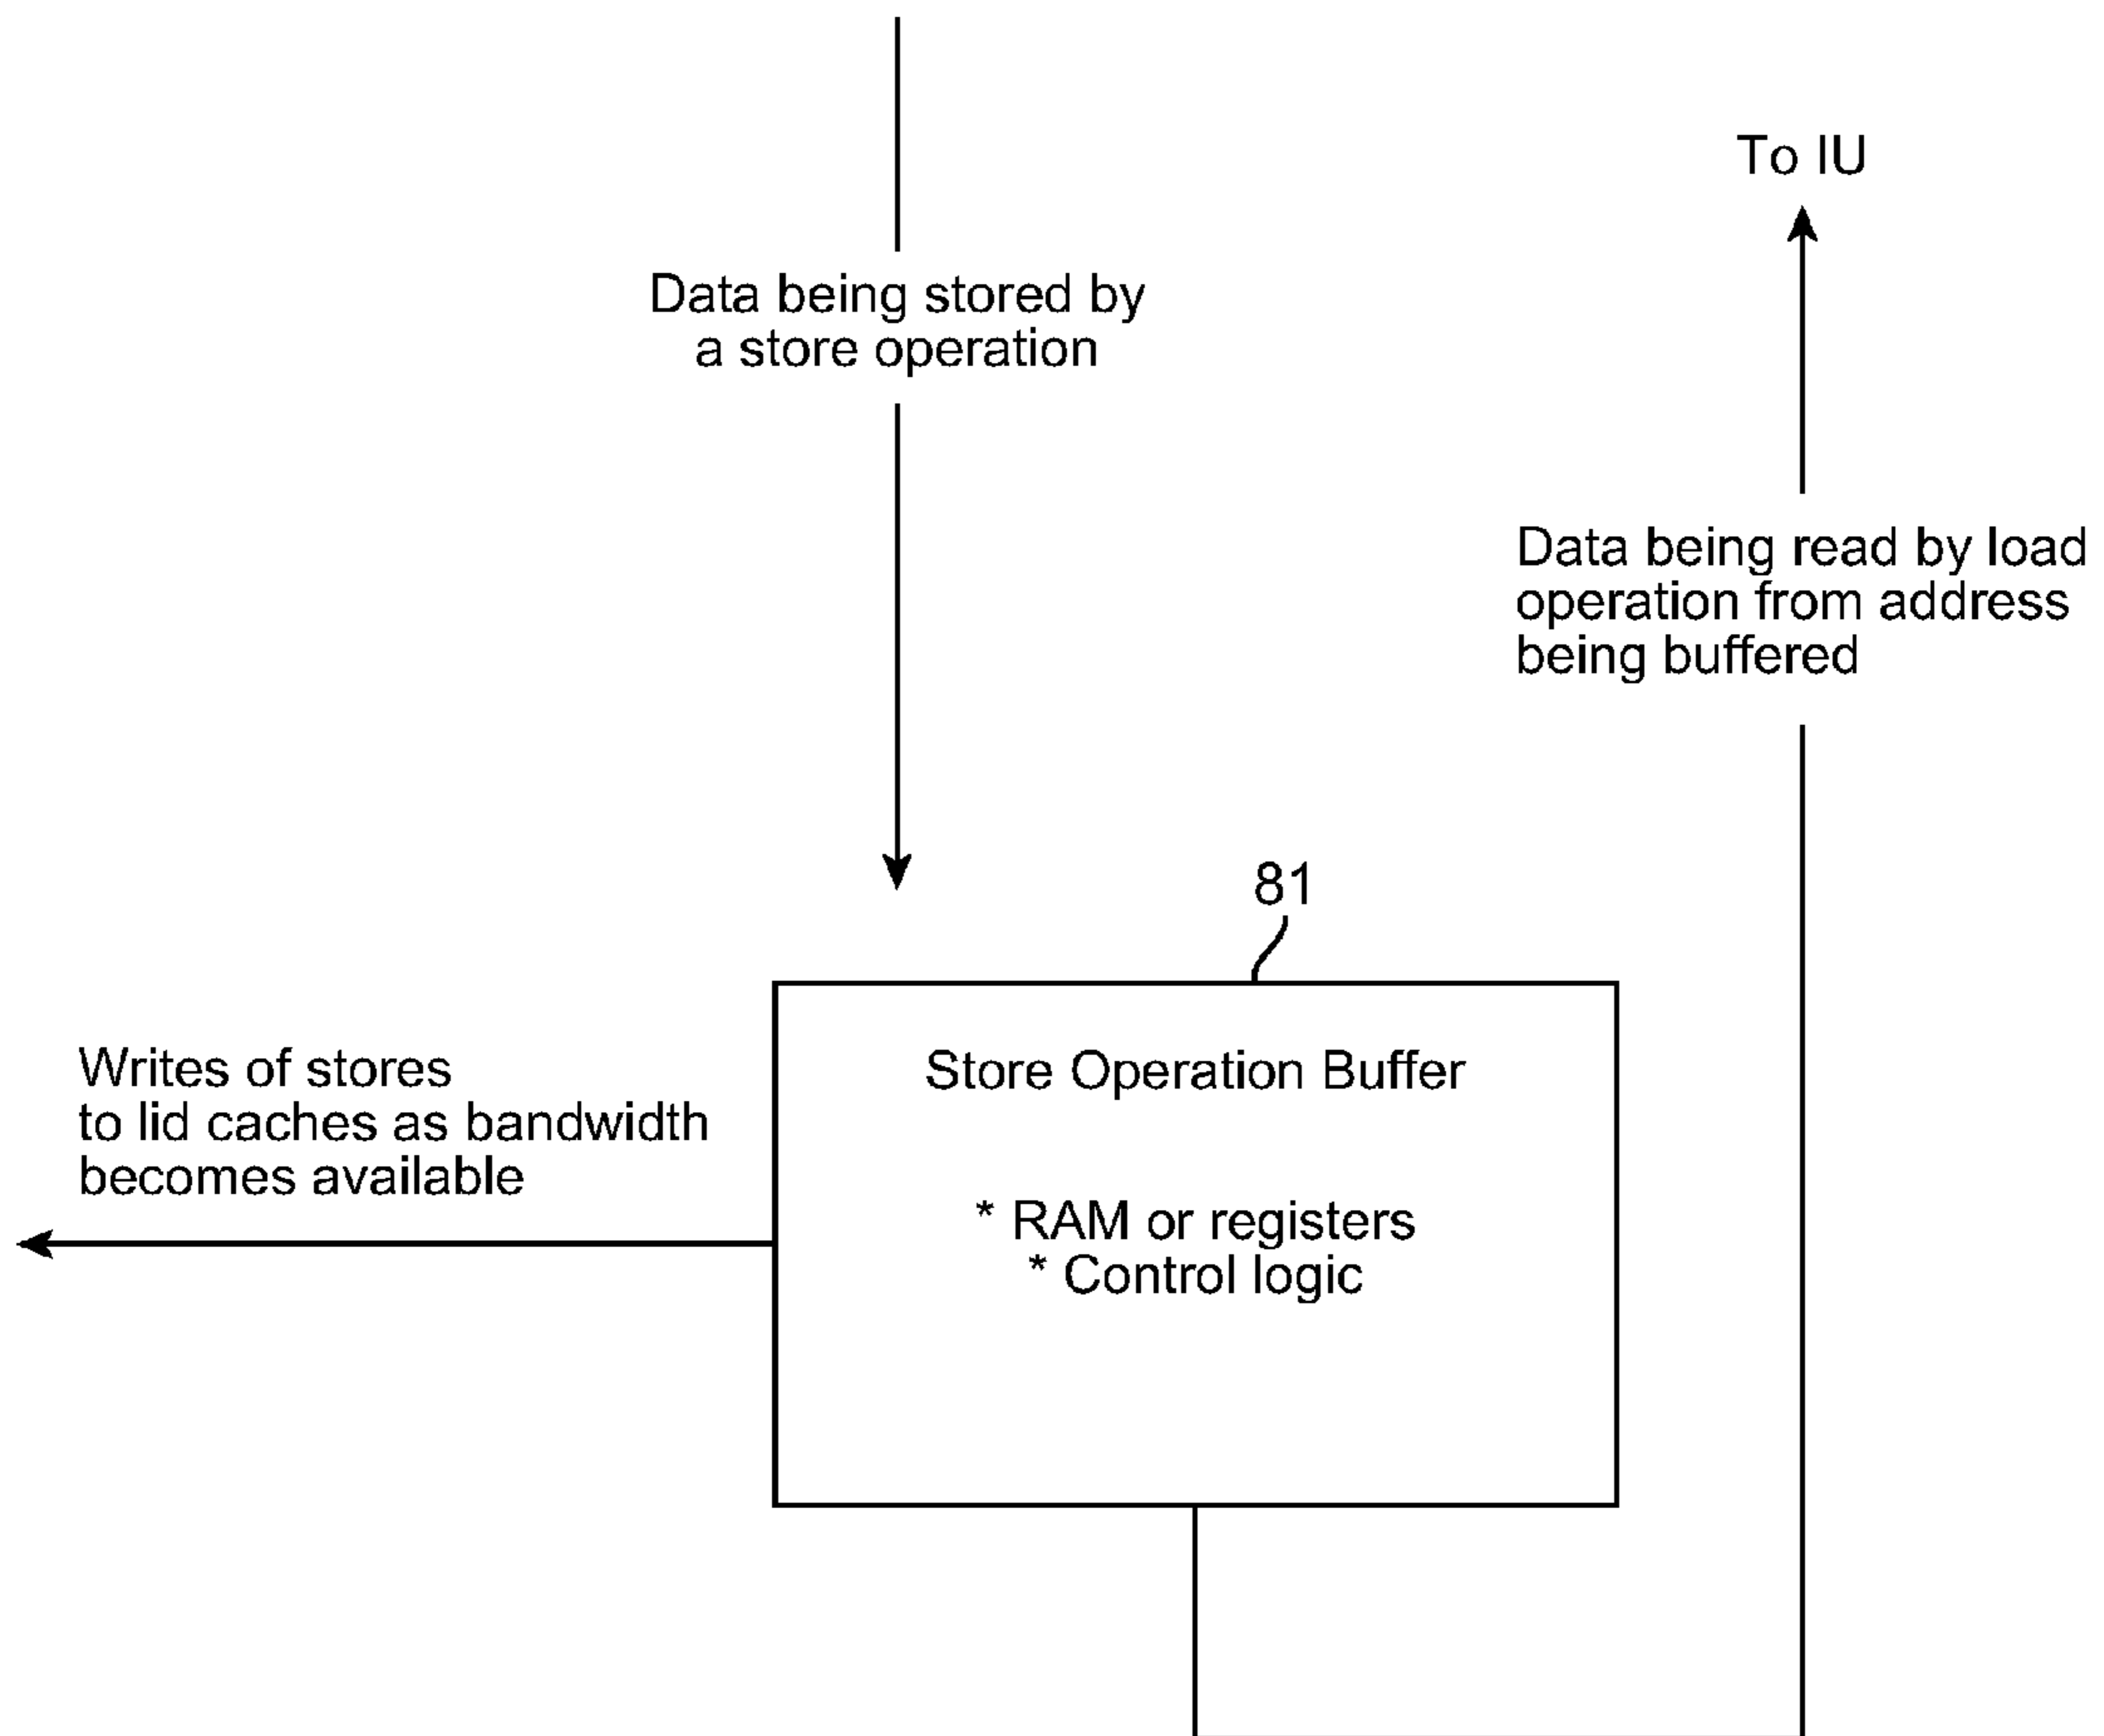 To IU
Data being stored by
a store operation
Data being read by load
operation from address
being buffered
81
Writes of stores
to lid caches as bandwidth
becomes available
Store Operation Buffer
* RAM or registers
* Control logic